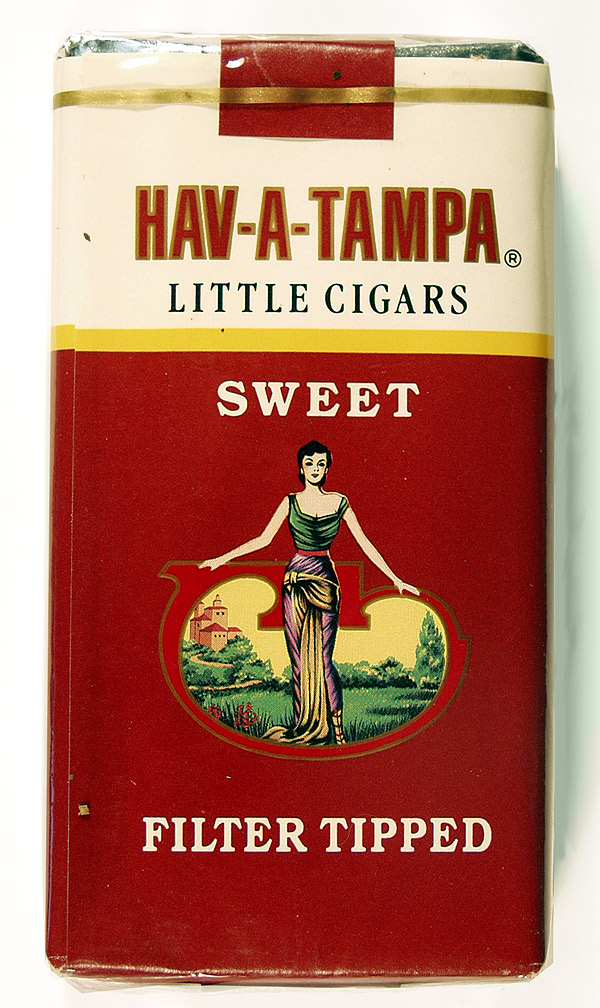 HAV-A-TAMPA®
LITTLE CIGARS
SWEET
FILTER TIPPED